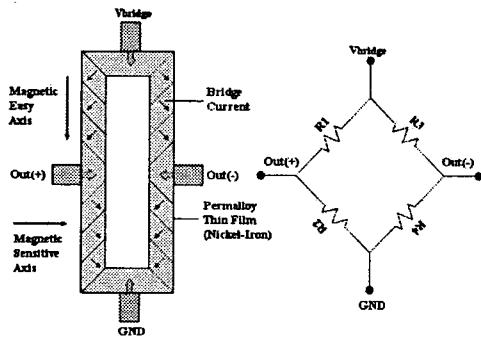 Vbridge
Magnetic
Easy
Axis
Bridge
Current
Out(+)
Out(-)
Permalloy
Thin Film
(Nickel-Iron)
Magnetic
Sensitive
Axis
GND
Vbridge
R1
R3
Out(+)
Out(-)
R2
R4
GND